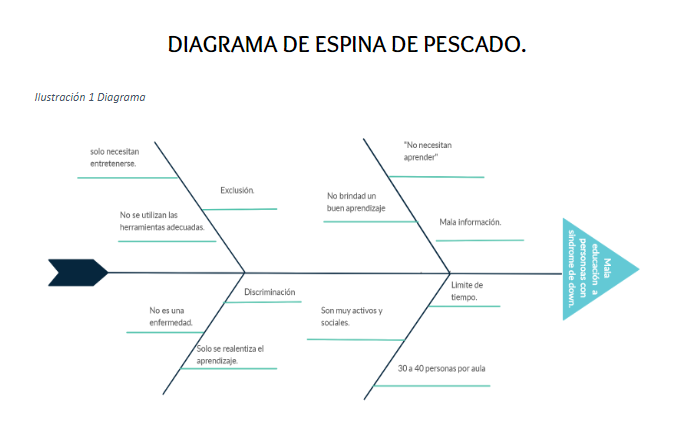 DIAGRAMA DE ESPINA DE PESCADO.
Ilustración 1 Diagrama
solo necesitan
entretenerse.
Exclusión.
No se utilizan las
herramientas adecuadas.
"No necesitan
aprender"
No brindad un
buen aprendizaje
Mala información.
Mala
educación a
personoas con
síndrome de down.
Discriminación
No es una
enfermedad.
Solo se realentiza el
aprendizaje.
Límite de
tiempo.
Son muy activos y
sociales.
30 a 40 personas por aula